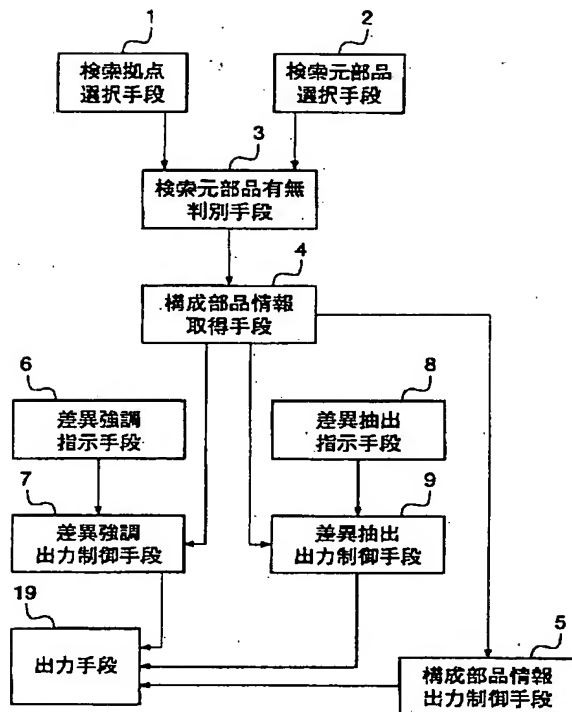 1
2
検索拠点
選択手段
検索元部品
選択手段
3
検索元部品有無
判別手段
4
構成部品情報
取得手段
6
8
差異強調
指示手段
差異抽出
指示手段
7
9
差異強調
出力制御手段
差異抽出
出力制御手段
19
5
出力手段
構成部品情報
出力制御手段